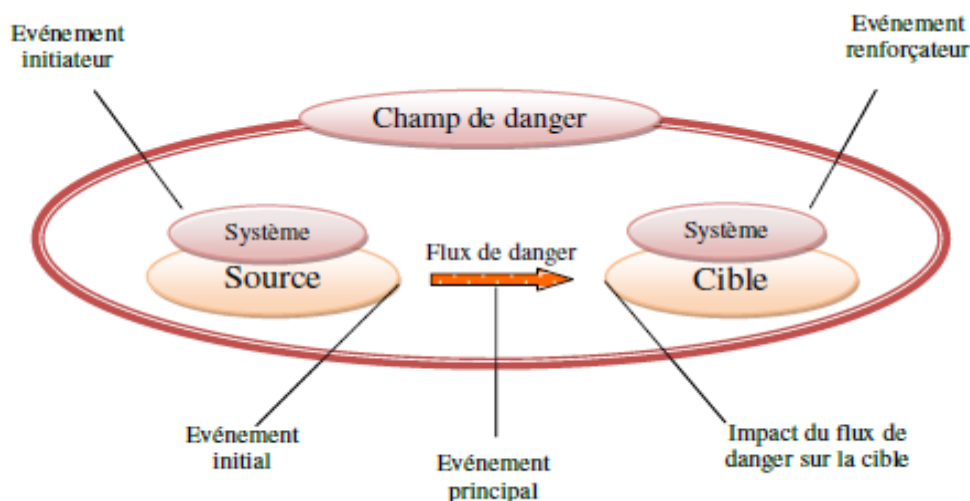 Evénement
initiateur
Evénement
renforçateur
Champ de danger
Système
Source
Flux de danger
Système
Cible
Evénement
initial
Evénement
principal
Impact du flux de
danger sur la cible